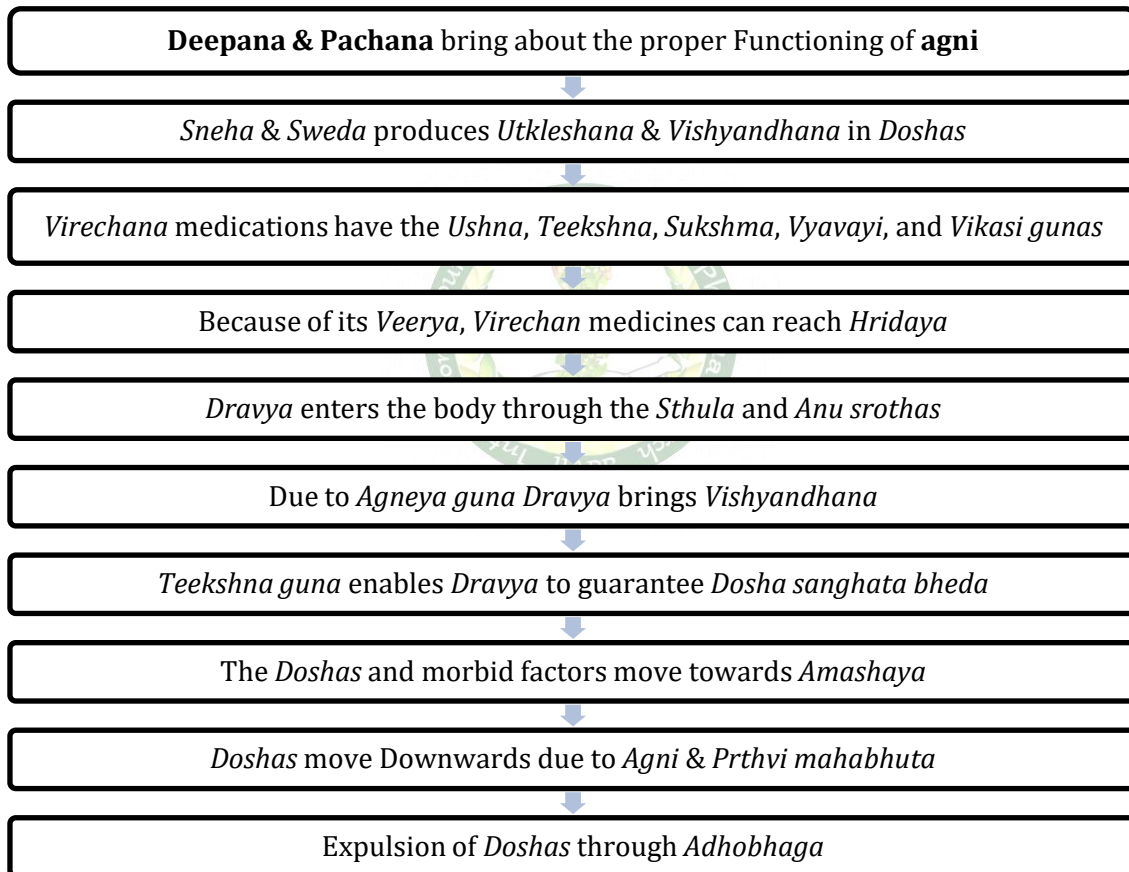 Deepana & Pachana bring about the proper Functioning of agni
Sneha & Sweda produces Utkleshana & Vishyandhana in Doshas
Virechana medications have the Ushna, Teekshna, Sukshma, Vyavayi, and Vikasi gunas
Because of its Veerya, Virechan medicines can reach Hridaya
Dravya enters the body through the Sthula and Anu srothas
Due to Agneya guna Dravya brings Vishyandhana
Teekshna guna enables Dravya to guarantee Dosha sanghata bheda
The Doshas and morbid factors move towards Amashaya
Doshas move Downwards due to Agni & Prthvi mahabhuta
Expulsion of Doshas through Adhobhaga